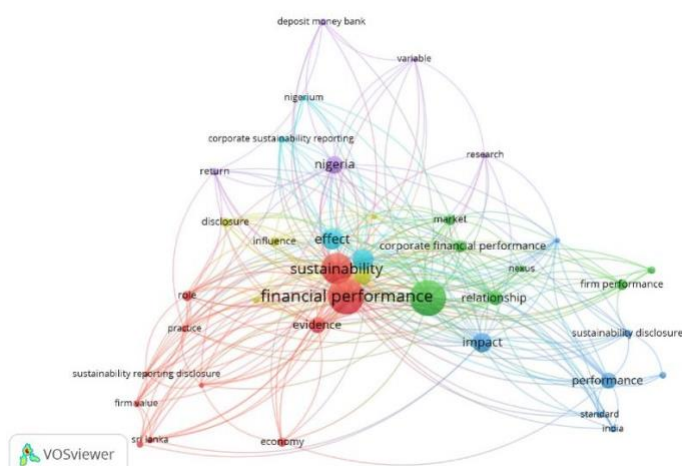 deposit money bank
variable
nigerium
corporate sustainability reporting
research
nigeria
return
disclosure
market
influence
effect
corporate financial performance
sustainability
nexus
firm performance
financial performance
relationship
role
evidence
practice
sustainability disclosure
impact
sustainability reporting disclosure
performance
firm value
standard
india
sri lanka
economy
VOSviewer